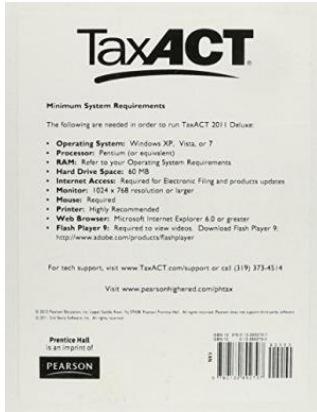 TaxACT
Minimum System Requirements
The following are needed in order to run TaxACT 2011 Deluxe:
• Operating System: Windows XP, Vista, or 7
• Processor: Pentium (or equivalent)
• RAM: Refer to your Operating System Requirements
• Hard Drive Space: 60 MB
• Internet Access: Required for Electronic Filing and products updates
• Monitor: 1024 x 768 resolution or larger
• Mouse: Required
• Printer: Highly Recommended
• Web Browser: Microsoft Internet Explorer 6.0 or greater
• Flash Player 9: Required to view videos. Download Flash Player 9:
http://www.adobe.com/products/flashplayer
For tech support, visit www.TaxACT.com/support or call (319) 373-4514
Visit www.pearsonhighered.com/phtax
Prentice Hall
is an imprint of
PEARSON